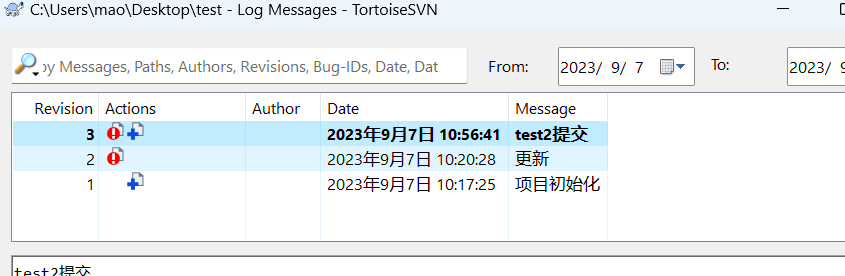 C:\Users\mao\Desktop\test - Log Messages - TortoiseSVN
by Messages, Paths, Authors, Revisions, Bug-IDs, Date, Dat
From: 2023/ 9/ 7 To: 2023/ 9
Revision Actions Author Date Message
3 2023年9月7日 10:56:41 test2提交
2 2023年9月7日 10:20:28 更新
1 2023年9月7日 10:17:25 项目初始化
test2提交